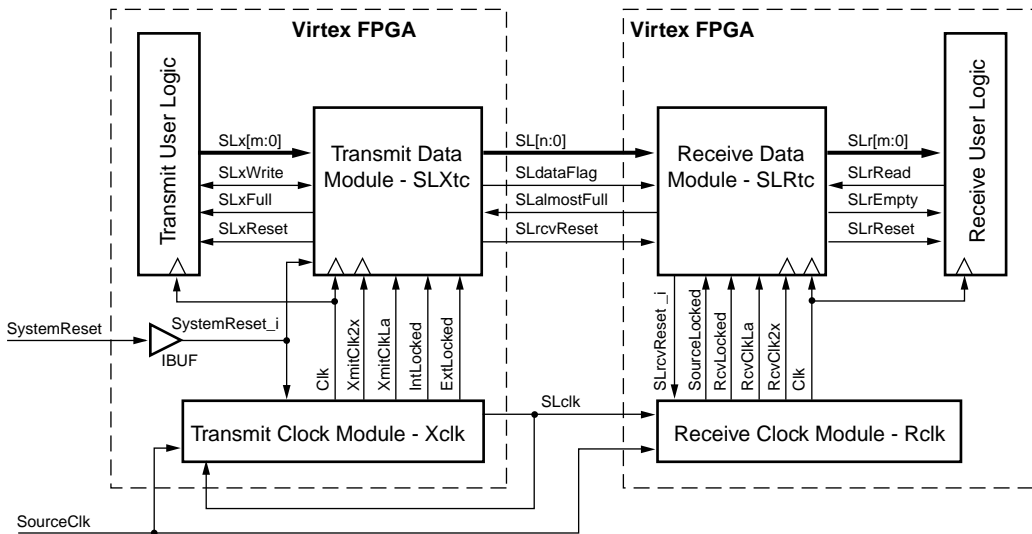 Virtex FPGA
Virtex FPGA
Transmit User Logic
SLx[m:0]
SLxWrite
SLxFull
SLxReset
Transmit Data
Module - SLXtc
SL[n:0]
SLdataFlag
SLalmostFull
SLrcvReset
Receive Data
Module - SLRtc
SLr[m:0]
SLrRead
SLrEmpty
SLrReset
Receive User Logic
SystemReset
SystemReset_i
IBUF
Clk
XmitClk2x
XmitClkLa
IntLocked
ExtLocked
SLrcvReset _i
SourceLocked
RcvLocked
RcvClkLa
RcvClk2x
Clk
SLclk
Transmit Clock Module - Xclk
Receive Clock Module - Rclk
SourceClk